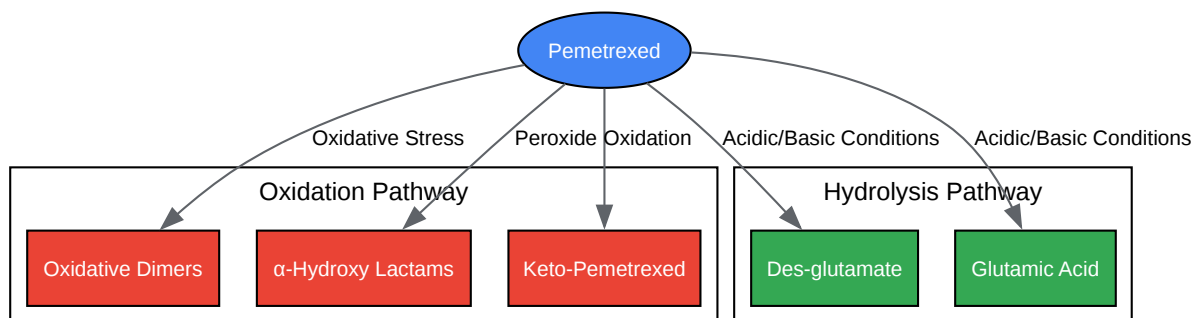 Pemetrexed
Oxidative Stress
Peroxide
Oxidation
Acidic/Basic Conditions
Acidic/Basic Conditions
Oxidation Pathway
Hydrolysis Pathway
Oxidative Dimers
α-Hydroxy Lactams
Keto-Pemetrexed
Des-glutamate
Glutamic Acid